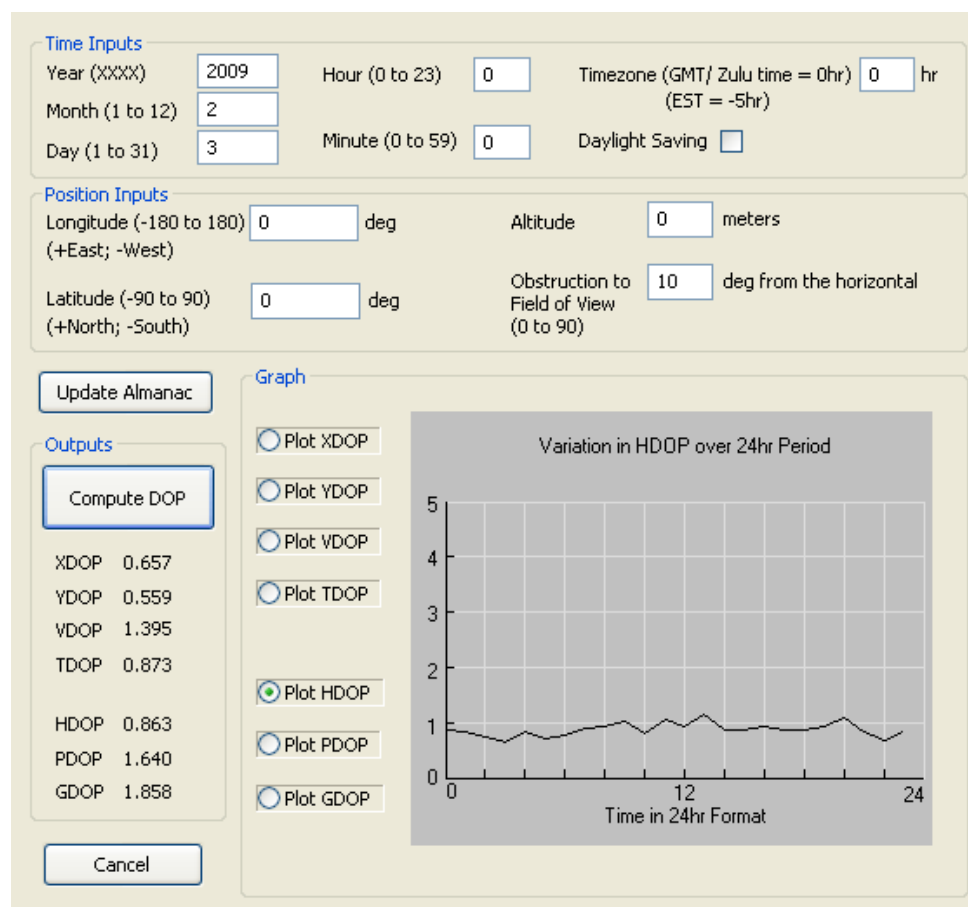 Time Inputs
Year (XXXX) 2009
Hour (0 to 23) 0
Timezone (GMT/ Zulu time = 0hr) 0 hr
(EST = -5hr)
Month (1 to 12) 2
Day (1 to 31) 3
Minute (0 to 59) 0
Daylight Saving
Position Inputs
Longitude (-180 to 180) 0 deg
(+East; -West)
Altitude 0 meters
Latitude (-90 to 90) 0 deg
(+North; -South)
Obstruction to 10 deg from the horizontal
Field of View
(0 to 90)
Update Almanac
Outputs
Compute DOP
XDOP 0.657
YDOP 0.559
VDOP 1.395
TDOP 0.873
HDOP 0.863
PDOP 1.640
GDOP 1.858
Cancel
Graph
Plot XDOP
Plot YDOP
Plot VDOP
Plot TDOP
Plot HDOP
Plot PDOP
Plot GDOP
Variation in HDOP over 24hr Period
5
4
3
2
1
0
0 12 24
Time in 24hr Format